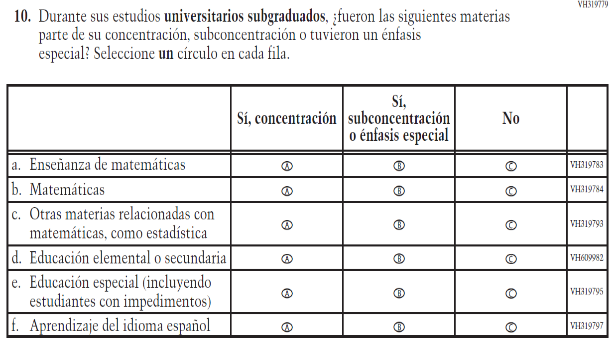 VH319779
10. Durante sus estudios universitarios subgraduados, ¿fueron las siguientes materias
parte de su concentración, subconcentración o tuvieron un énfasis
especial? Seleccione un círculo en cada fila.
Sí, concentración
Sí,
subconcentración
o énfasis especial
No
a. Enseñanza de matemáticas A B C VH319783
b. Matemáticas A B C VH319784
c. Otras materias relacionadas con
matemáticas, como estadística A B C VH319793
d. Educación elemental o secundaria A B C VH609982
e. Educación especial (incluyendo
estudiantes con impedimentos) A B C VH319795
f. Aprendizaje del idioma español A B C VH319797